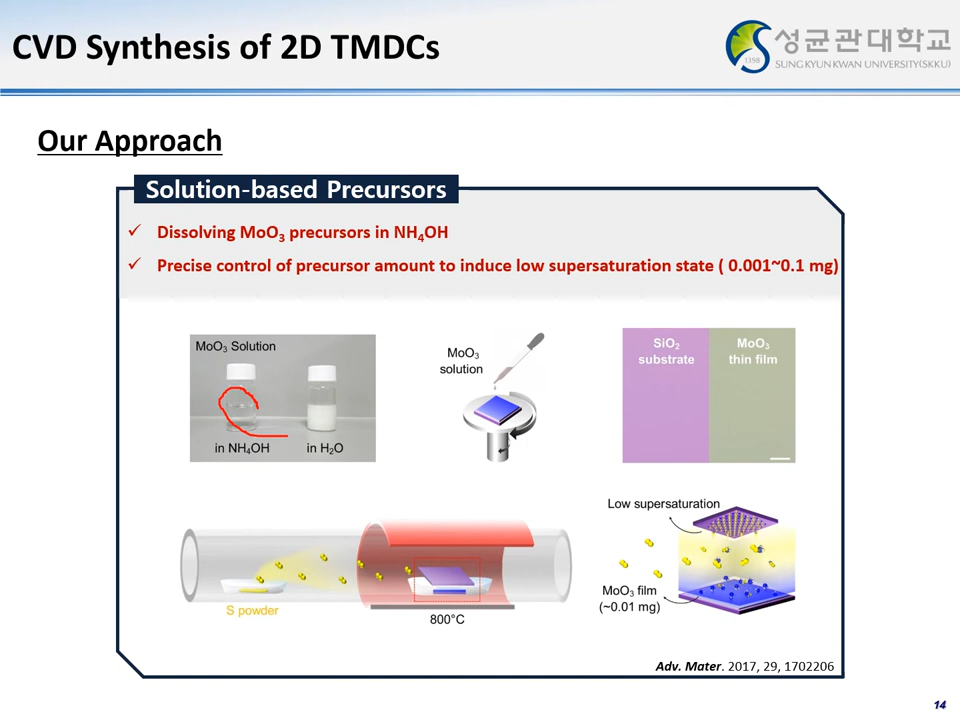 CVD Synthesis of 2D TMDCs
성균관대학교
SUNG KYUN KWAN UNIVERSITY(SKKU)
1398
Our Approach
Solution-based Precursors
✓ Dissolving MoO₃ precursors in NH₄OH
✓ Precise control of precursor amount to induce low supersaturation state ( 0.001~0.1 mg)
MoO₃ Solution
in NH₄OH
in H₂O
MoO₃
solution
SiO₂
substrate
MoO₃
thin film
S powder
800°C
Low supersaturation
MoO₃ film
(~0.01 mg)
Adv. Mater. 2017, 29, 1702206
14